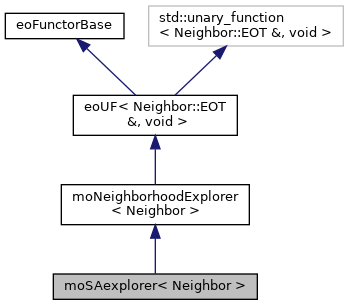 eoFunctorBase
std::unary_function
< Neighbor::EOT &, void >
eoUF< Neighbor::EOT
&, void >
moNeighborhoodExplorer
< Neighbor >
moSAexplorer< Neighbor >